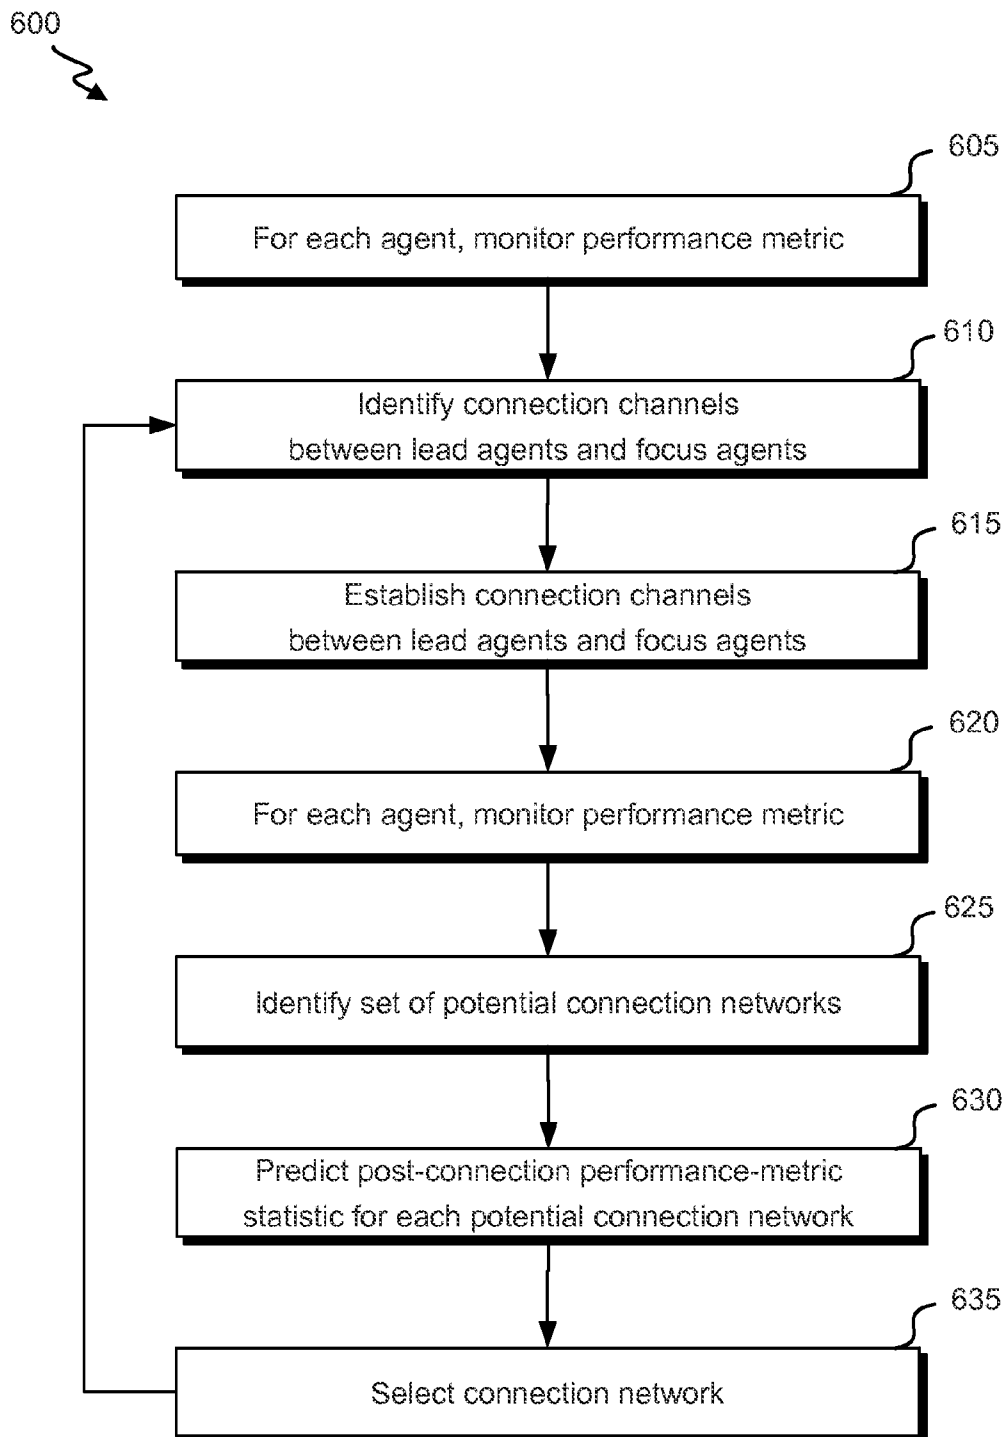 600
605
For each agent, monitor performance metric
610
Identify connection channels
between lead agents and focus agents
615
Establish connection channels
between lead agents and focus agents
620
For each agent, monitor performance metric
625
Identify set of potential connection networks
630
Predict post-connection performance-metric
statistic for each potential connection network
635
Select connection network